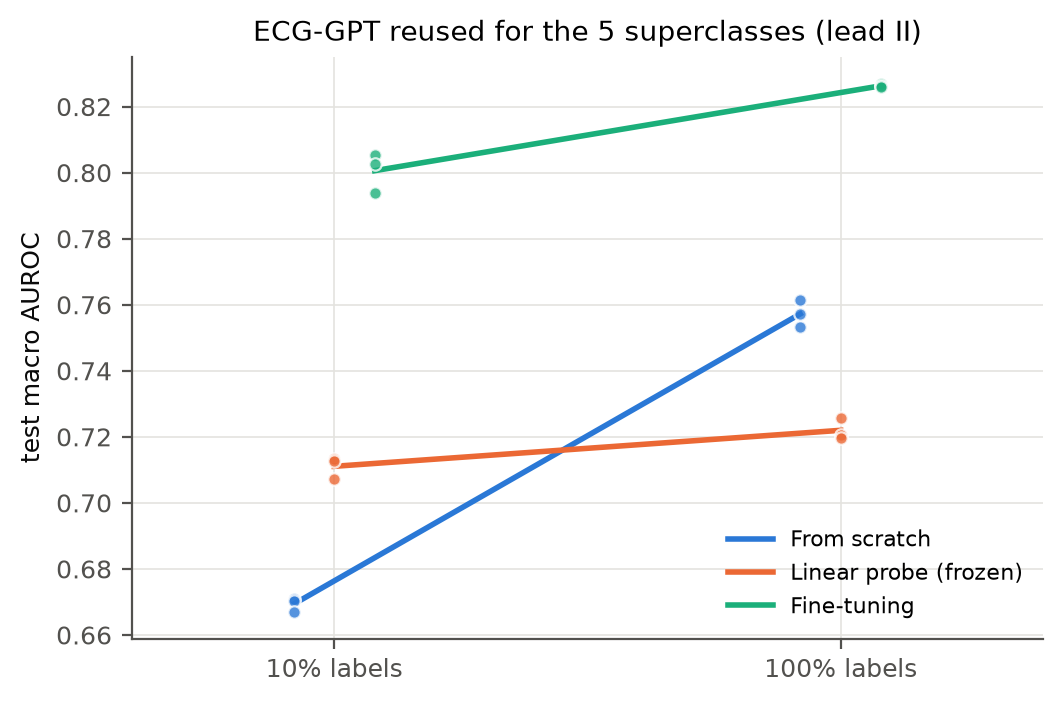 ECG-GPT reused for the 5 superclasses (lead II)
test macro AUROC
0.82
0.80
0.78
0.76
0.74
0.72
0.70
0.68
0.66
From scratch
Linear probe (frozen)
Fine-tuning
10% labels
100% labels